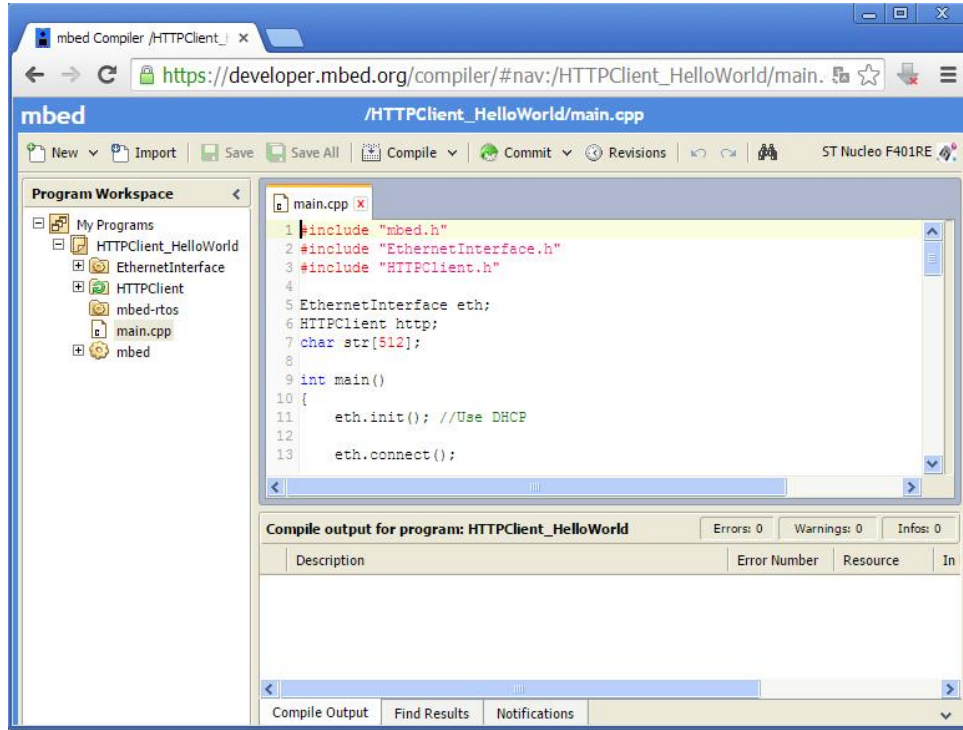 mbed Compiler /HTTPClient_
https://developer.mbed.org/compiler/#nav:/HTTPClient_HelloWorld/main.
mbed
/HTTPClient_HelloWorld/main.cpp
New Import Save Save All Compile Commit Revisions ST Nucleo F401RE
Program Workspace
My Programs
HTTPClient_HelloWorld
EthernetInterface
HTTPClient
mbed-rtos
main.cpp
mbed
main.cpp
1 #include "mbed.h"
2 #include "EthernetInterface.h"
3 #include "HTTPClient.h"
4
5 EthernetInterface eth;
6 HTTPClient http;
7 char str[512];
8
9 int main()
10 {
11     eth.init(); //Use DHCP
12
13     eth.connect();
Compile output for program: HTTPClient_HelloWorld Errors: 0 Warnings: 0 Infos: 0
Description Error Number Resource In
Compile Output Find Results Notifications